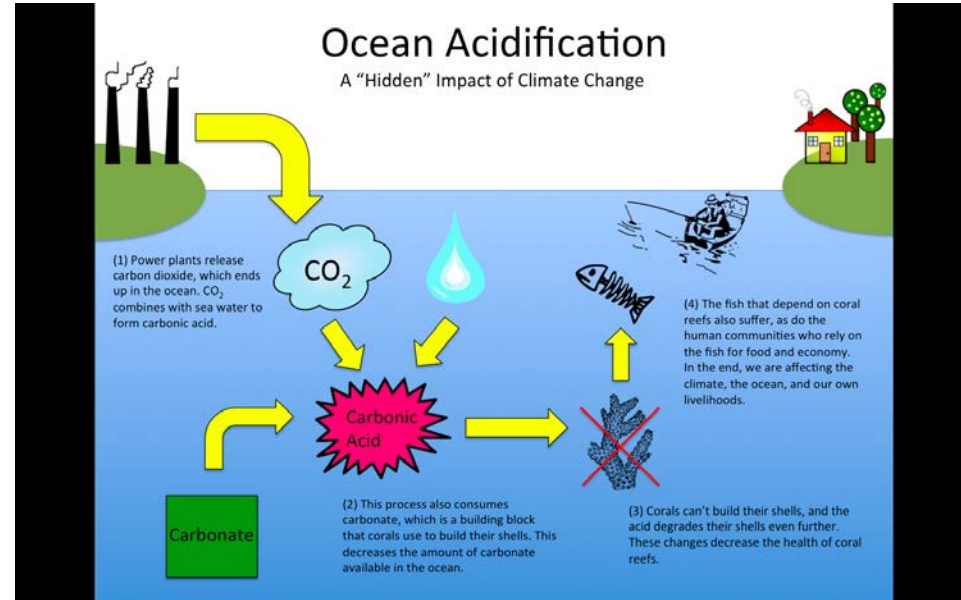 Ocean Acidification
A “Hidden” Impact of Climate Change
(1) Power plants release
carbon dioxide, which ends
up in the ocean. CO₂
combines with sea water to
form carbonic acid.
CO₂
(4) The fish that depend on coral
reefs also suffer, as do the
human communities who rely on
the fish for food and economy.
In the end, we are affecting the
climate, the ocean, and our own
livelihoods.
Carbonic
Acid
Carbonate
(2) This process also consumes
carbonate, which is a building block
that corals use to build their shells. This
decreases the amount of carbonate
available in the ocean.
(3) Corals can’t build their shells, and the
acid degrades their shells even further.
These changes decrease the health of coral
reefs.